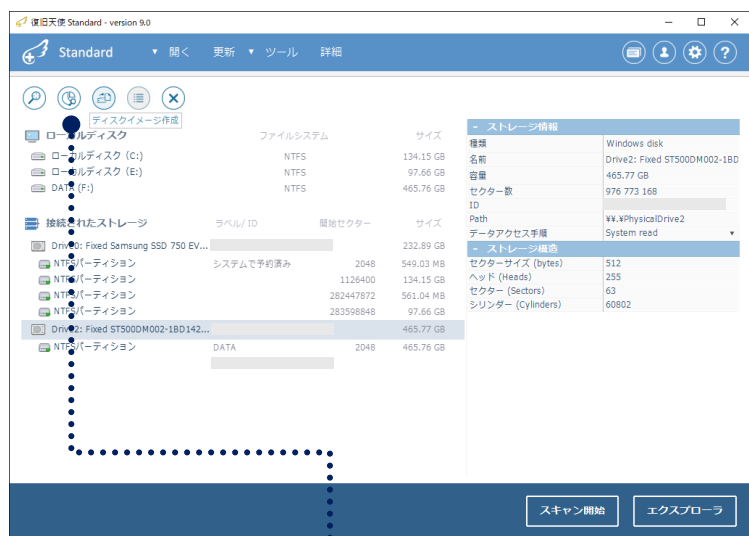 復旧天使 Standard - version 9.0
Standard ▼ 開く 更新 ▼ ツール 詳細
ディスクイメージ作成
ローカルディスク ファイルシステム サイズ
ローカルディスク (C:) NTFS 134.15 GB
ローカルディスク (E:) NTFS 97.66 GB
DATA (F:) NTFS 465.76 GB
接続されたストレージ ラベル/ ID 開始セクター サイズ
Drive0: Fixed Samsung SSD 750 EV... 232.89 GB
NTFSパーティション システムで予約済み 2048 549.03 MB
NTFSパーティション 1126400 134.15 GB
NTFSパーティション 282447872 561.04 MB
NTFSパーティション 283598848 97.66 GB
Drive2: Fixed ST500DM002-1BD142... 465.77 GB
NTFSパーティション DATA 2048 465.76 GB
- ストレージ情報
種類 Windows disk
名前 Drive2: Fixed ST500DM002-1BD
容量 465.77 GB
セクター数 976 773 168
ID
Path ¥¥.¥PhysicalDrive2
データアクセス手順 System read ▼
- ストレージ構造
セクターサイズ (bytes) 512
ヘッド (Heads) 255
セクター (Sectors) 63
シリンダー (Cylinders) 60802
スキャン開始 エクスプローラ